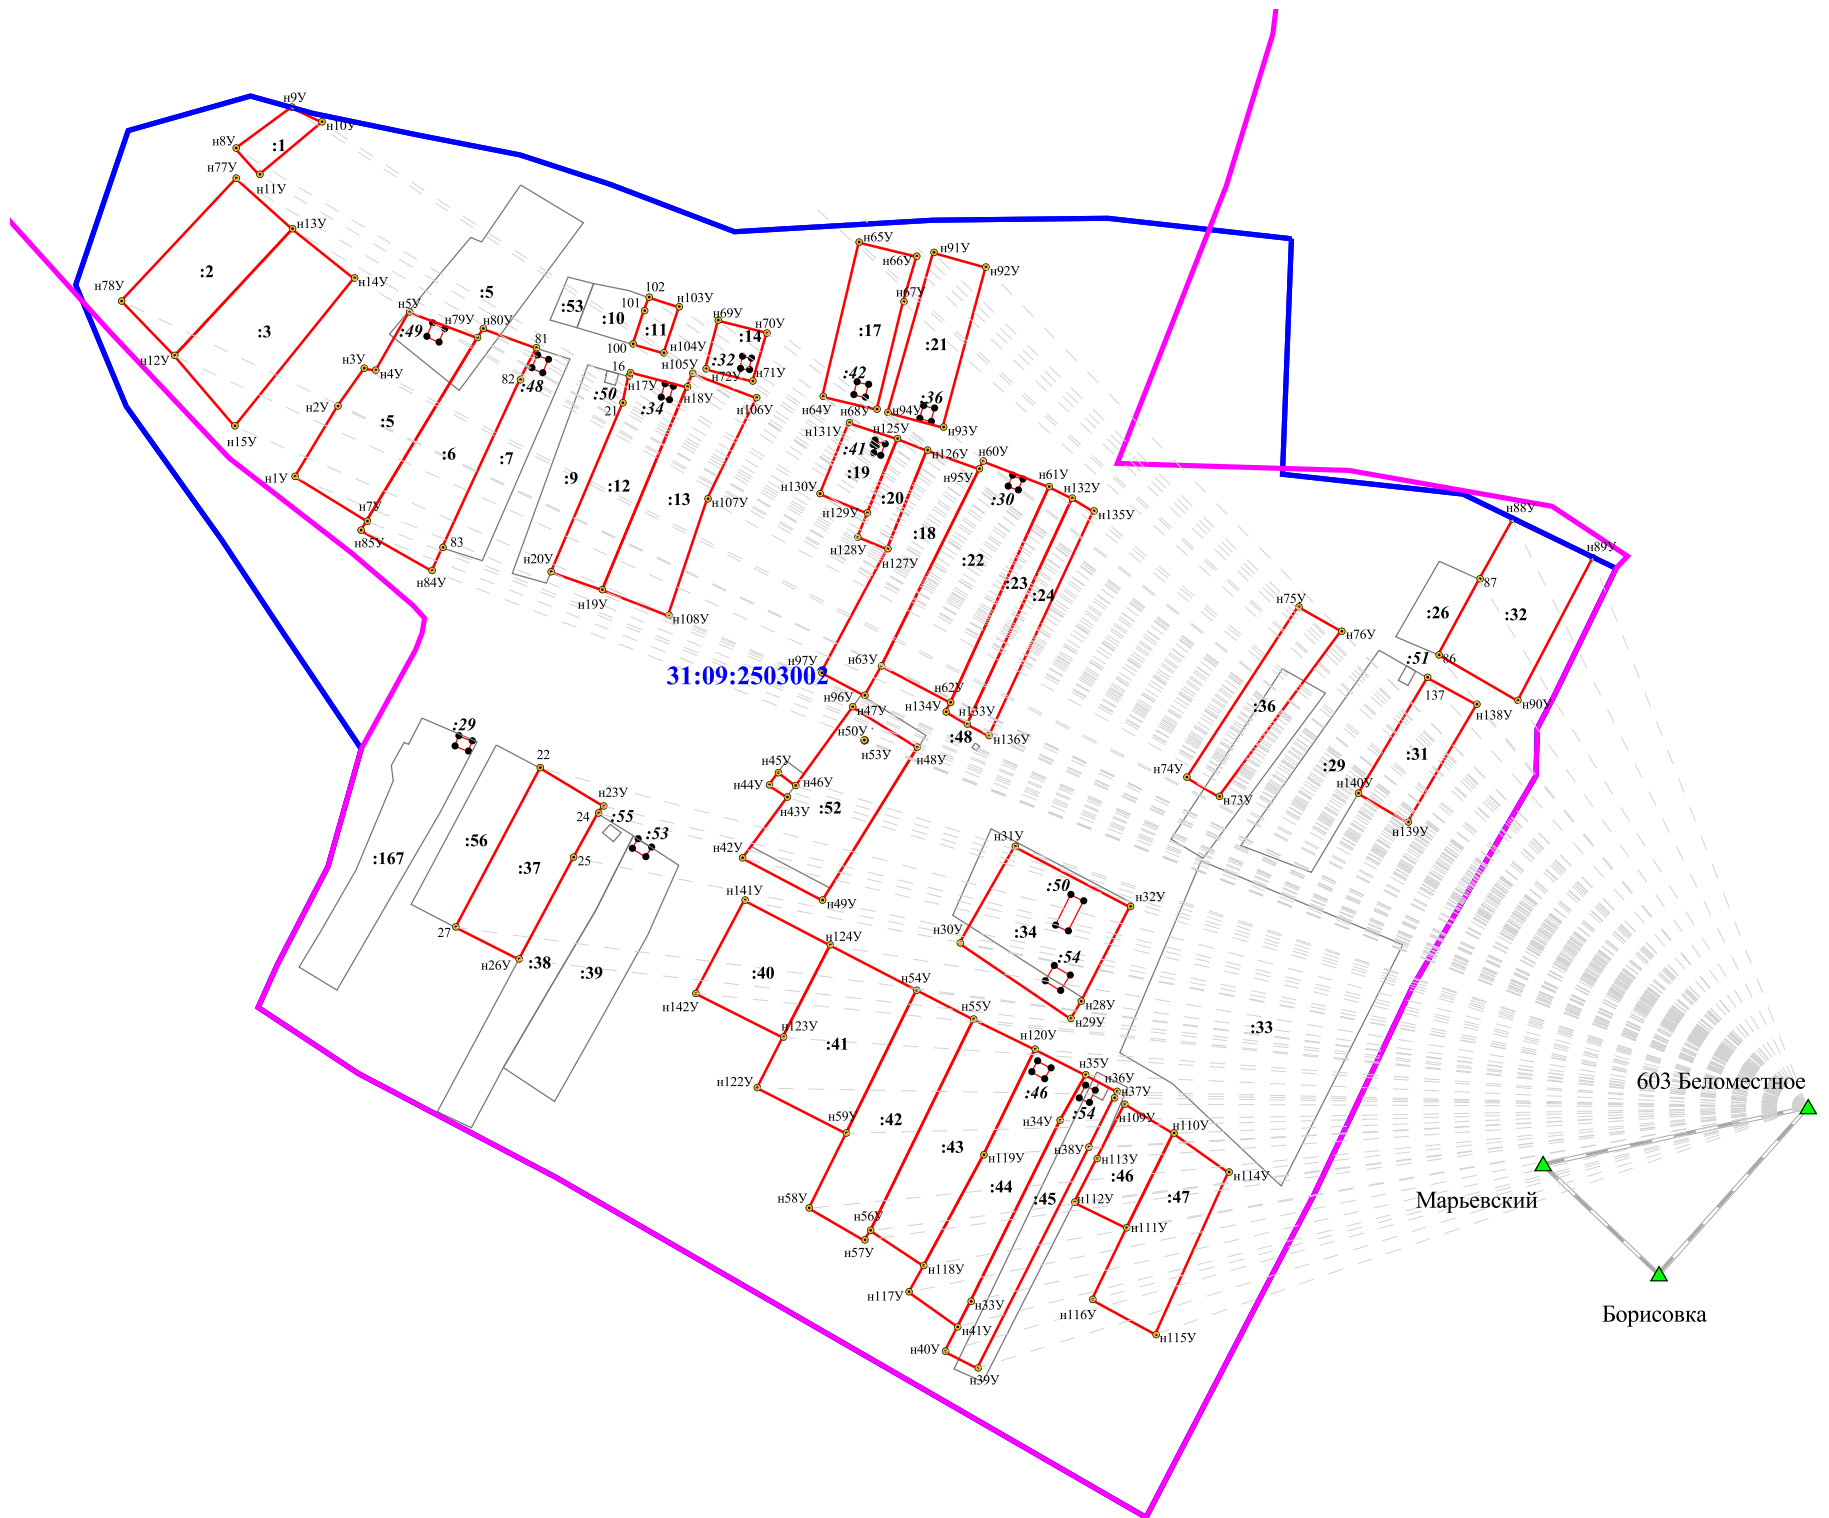 н9У
н10У
н8У
:1
н77У
н11У
н13У
:2
н78У
н14У
:3
н12У
н15У
:5
н5У
н79У
н80У
:49
81
н3У
н4У
82
:48
н2У
:5
:6
:7
н1У
н7У
н85У
83
н84У
:53
:10
101
102
н103У
:11
100
н104У
н69У
н70У
:14
:32
н72У
н71У
н105У
16
н17У
:50
21
:34
н18У
н106У
:9
:12
:13
н107У
н20У
н19У
н108У
н65У
н66У
н67У
н91У
н92У
:17
:21
:42
:36
н64У
н68У
н94У
н93У
н131У
н125У
:41
н126У
н60У
н95У
:19
н61У
н132У
:30
н130У
н129У
:20
н135У
:18
н128У
н127У
:22
:23
:24
н97У
31:09:2503002
н63У
н96У
н62У
н47У
н134У
н133У
н50У
:48
н136У
н53У
н48У
н45У
н44У
н46У
н43У
:52
н42У
н49У
н88У
н89У
87
:26
:32
86
н90У
н75У
н76У
:51
137
н138У
:36
:29
:31
н74У
н73У
н140У
н139У
:29
:167
22
н23У
24
:55
:53
:56
:37
25
27
н26У
:38
:39
н31У
:50
н32У
н30У
:34
:54
н28У
н29У
:33
н141У
н124У
:40
н142У
н54У
н123У
:41
н55У
н122У
н120У
н59У
:42
:46
н35У
н36У
н37У
:54
н109У
н34У
н110У
:43
н119У
н38У
н113У
:44
:46
н114У
:45
н112У
:47
н58У
н56У
н111У
н57У
н118У
н117У
н33У
н116У
н41У
н115У
н40У
н39У
603 Беломестное
Марьевский
Борисовка